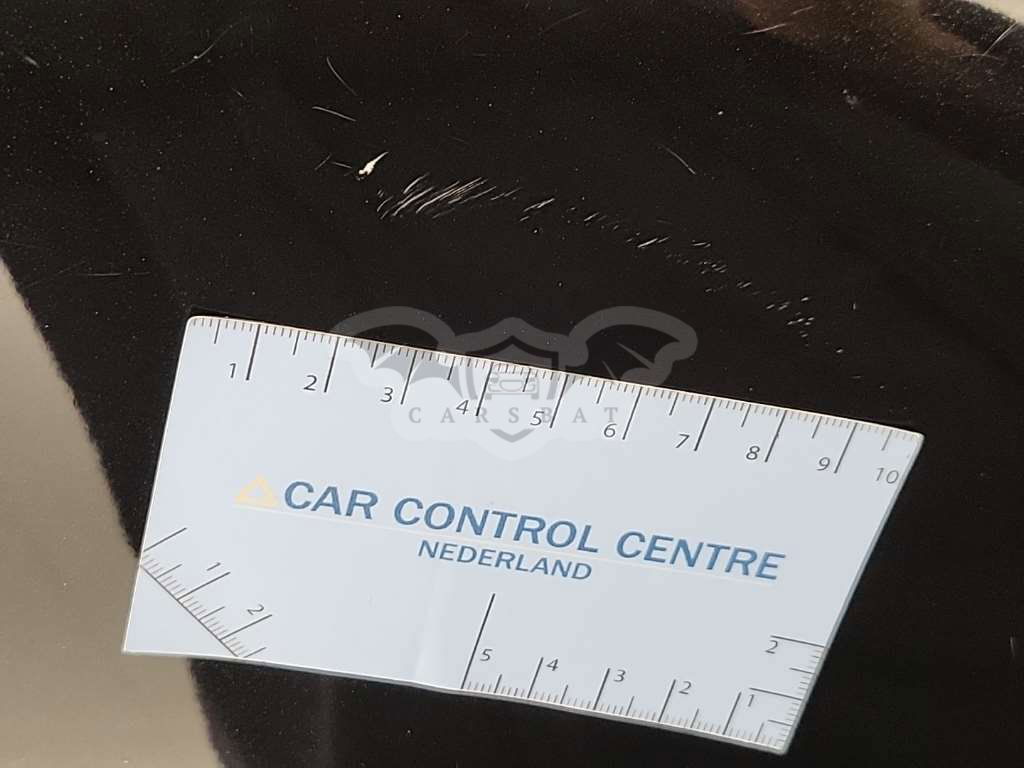 1 2 3 4 5 6 7 8 9 10
CARSBAT
CAR CONTROL CENTRE
NEDERLAND
1 2
5 4 3 2 1
2